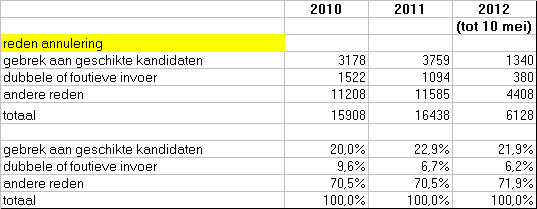 2010 2011 2012
(tot 10 mei)
reden annulering
gebrek aan geschikte kandidaten 3178 3759 1340
dubbele of foutieve invoer 1522 1094 380
andere reden 11208 11585 4408
totaal 15908 16438 6128
gebrek aan geschikte kandidaten 20,0% 22,9% 21,9%
dubbele of foutieve invoer 9,6% 6,7% 6,2%
andere reden 70,5% 70,5% 71,9%
totaal 100,0% 100,0% 100,0%